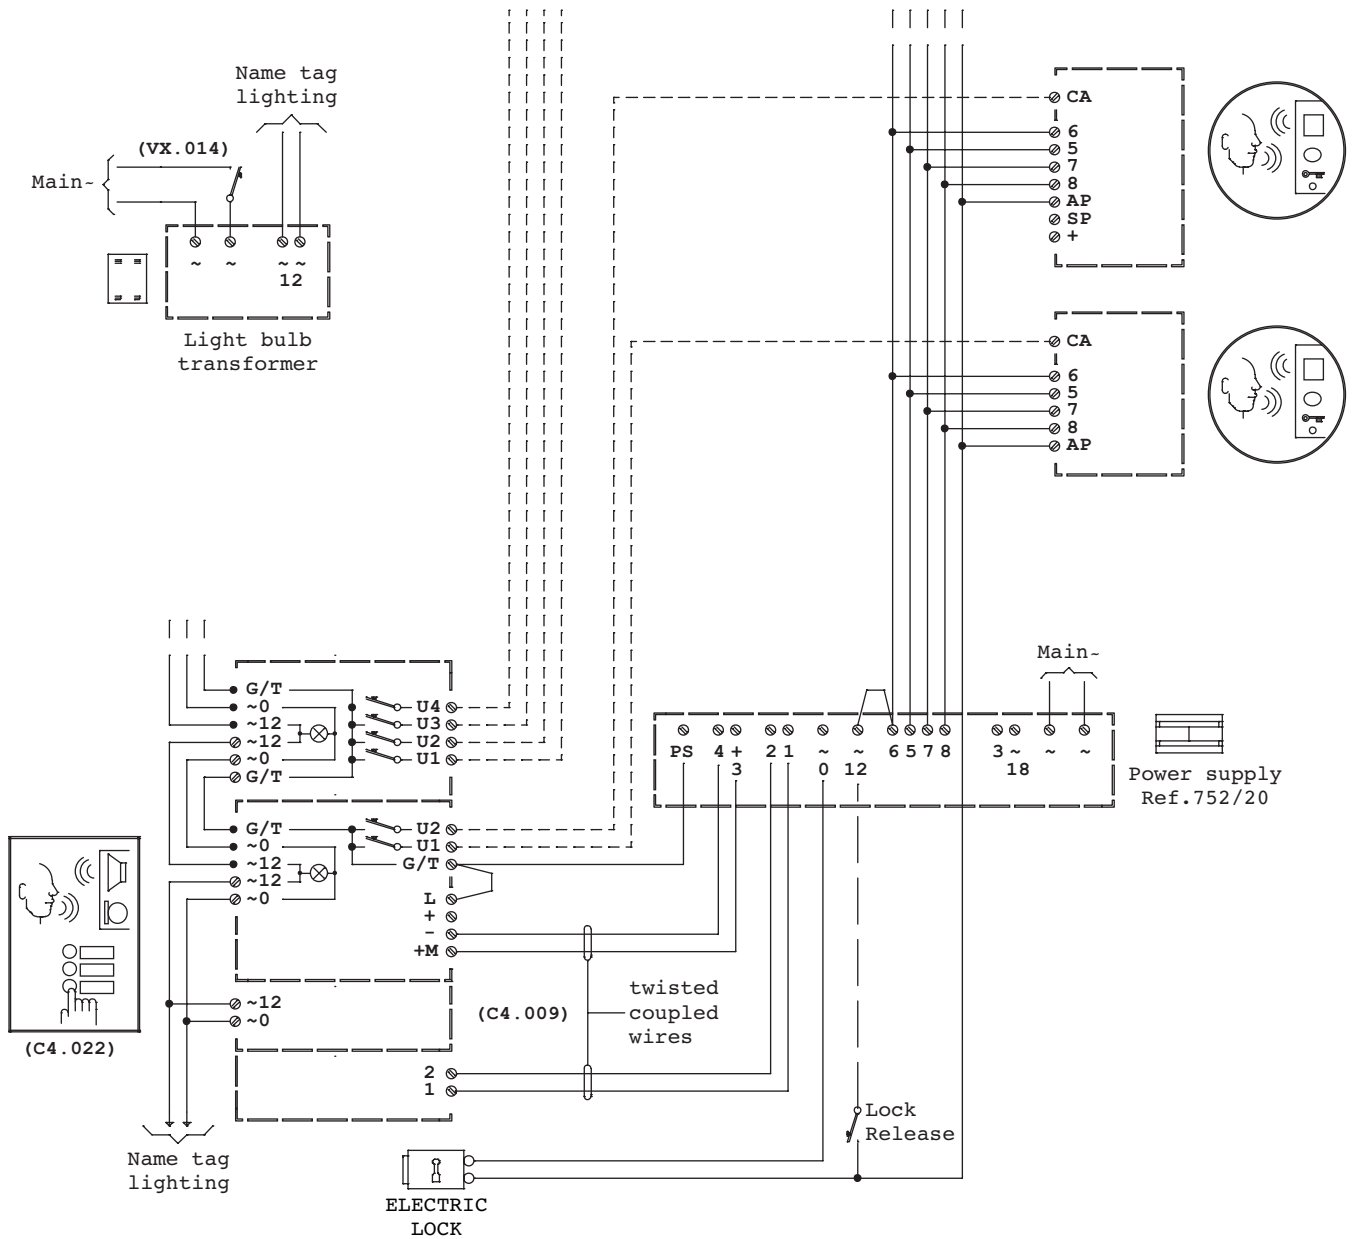 Name tag
lighting
(VX.014)
Main~
~ ~ ~ ~
12
Light bulb
transformer
CA
6
5
7
8
AP
SP
+
CA
6
5
7
8
AP
G/T
~0 U4
~12 U3
~12 U2
~0 U1
G/T
G/T U2
~0 U1
~12 G/T
~12
~0 L
+
-
+M
~12
~0
2
1
(C4.022)
Name tag
lighting
(C4.009)
twisted
coupled
wires
Main~
PS 4 + 2 1 ~ ~ 6 5 7 8 3 ~ ~ ~
3 0 12 18
Power supply
Ref.752/20
Lock
Release
ELECTRIC
LOCK